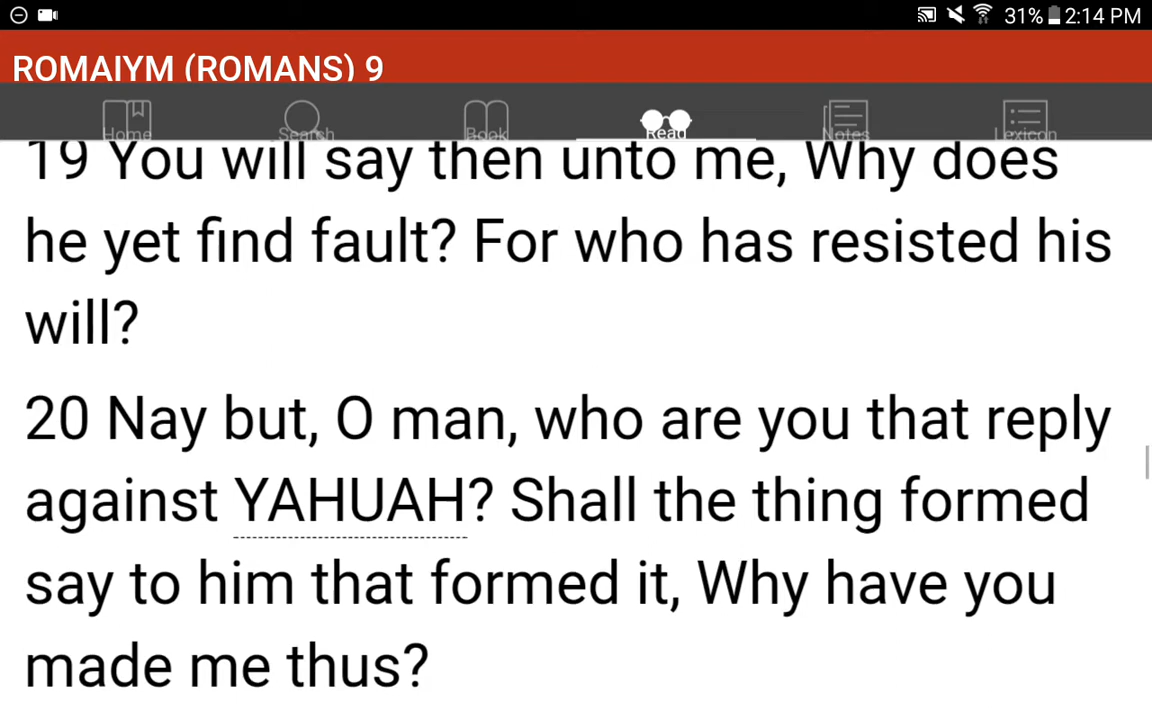 31% 2:14 PM
ROMAIYM (ROMANS) 9
Home Search Book Read Notes Lexicon
19 You will say then unto me, Why does
he yet find fault? For who has resisted his
will?
20 Nay but, O man, who are you that reply
against YAHUAH? Shall the thing formed
say to him that formed it, Why have you
made me thus?